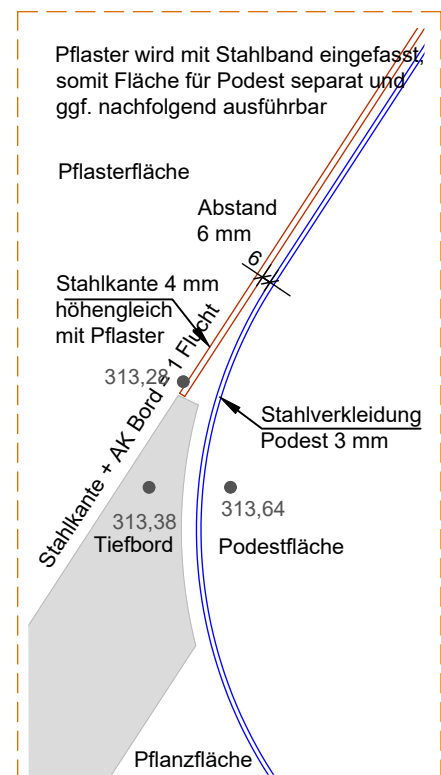 Pflaster wird mit Stahlband eingefasst,
somit Fläche für Podest separat und
ggf. nachfolgend ausführbar
Pflasterfläche
Abstand
6 mm
6
Stahlkante 4 mm
höhengleich
mit Pflaster
Stahlkante + AK Bord = 1 Flucht
313,28
Stahlverkleidung
Podest 3 mm
313,38
313,64
Tiefbord
Podestfläche
Pflanzfläche